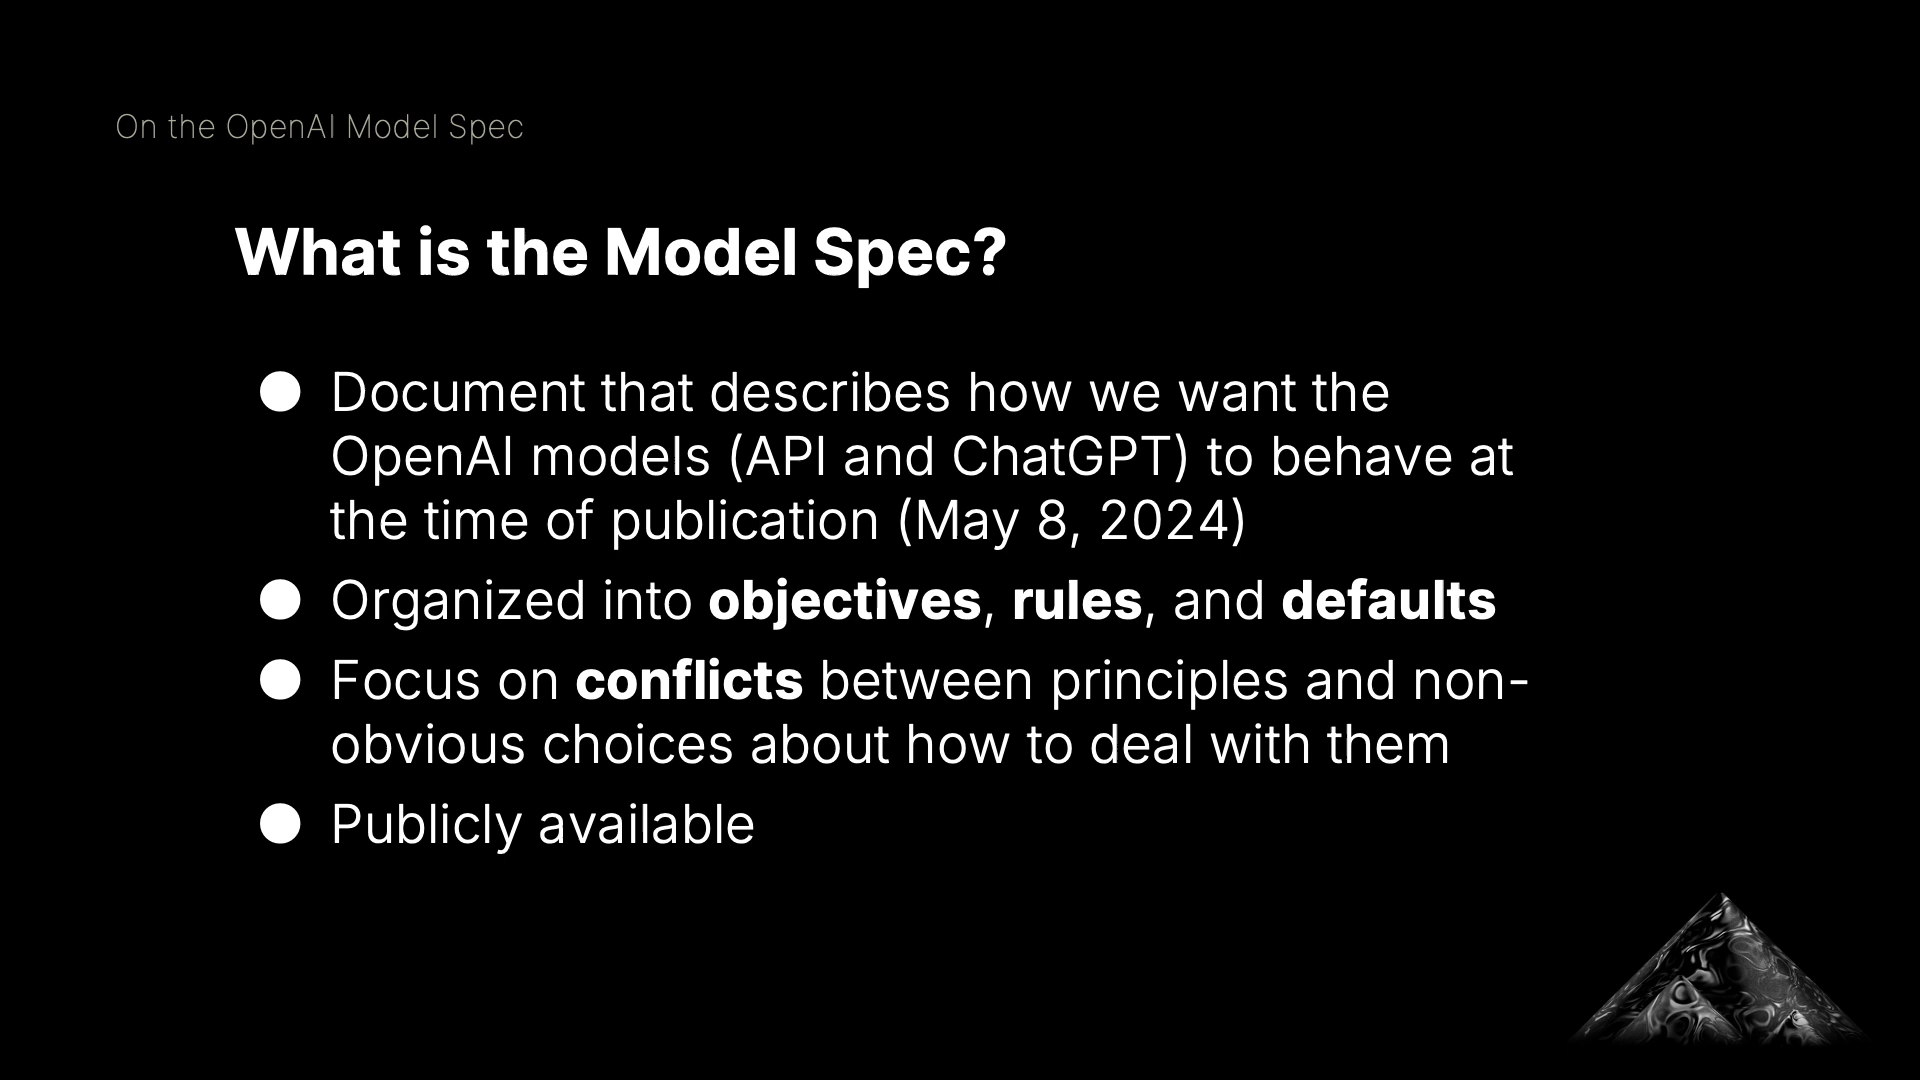 On the OpenAI Model Spec
What is the Model Spec?
● Document that describes how we want the
OpenAI models (API and ChatGPT) to behave at
the time of publication (May 8, 2024)
● Organized into objectives, rules, and defaults
● Focus on conflicts between principles and non-
obvious choices about how to deal with them
● Publicly available